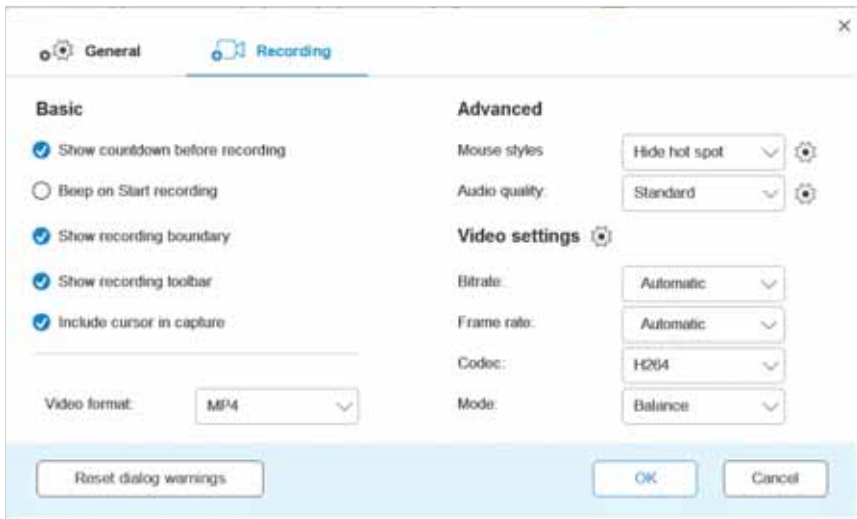 General
Recording
Basic
Show countdown before recording
Beep on Start recording
Show recording boundary
Show recording toolbar
Include cursor in capture
Video format:
MP4
Advanced
Mouse styles
Hide hot spot
Audio quality:
Standard
Video settings
Bitrate:
Automatic
Frame rate:
Automatic
Codec:
H264
Mode:
Balance
Reset dialog warnings
OK
Cancel